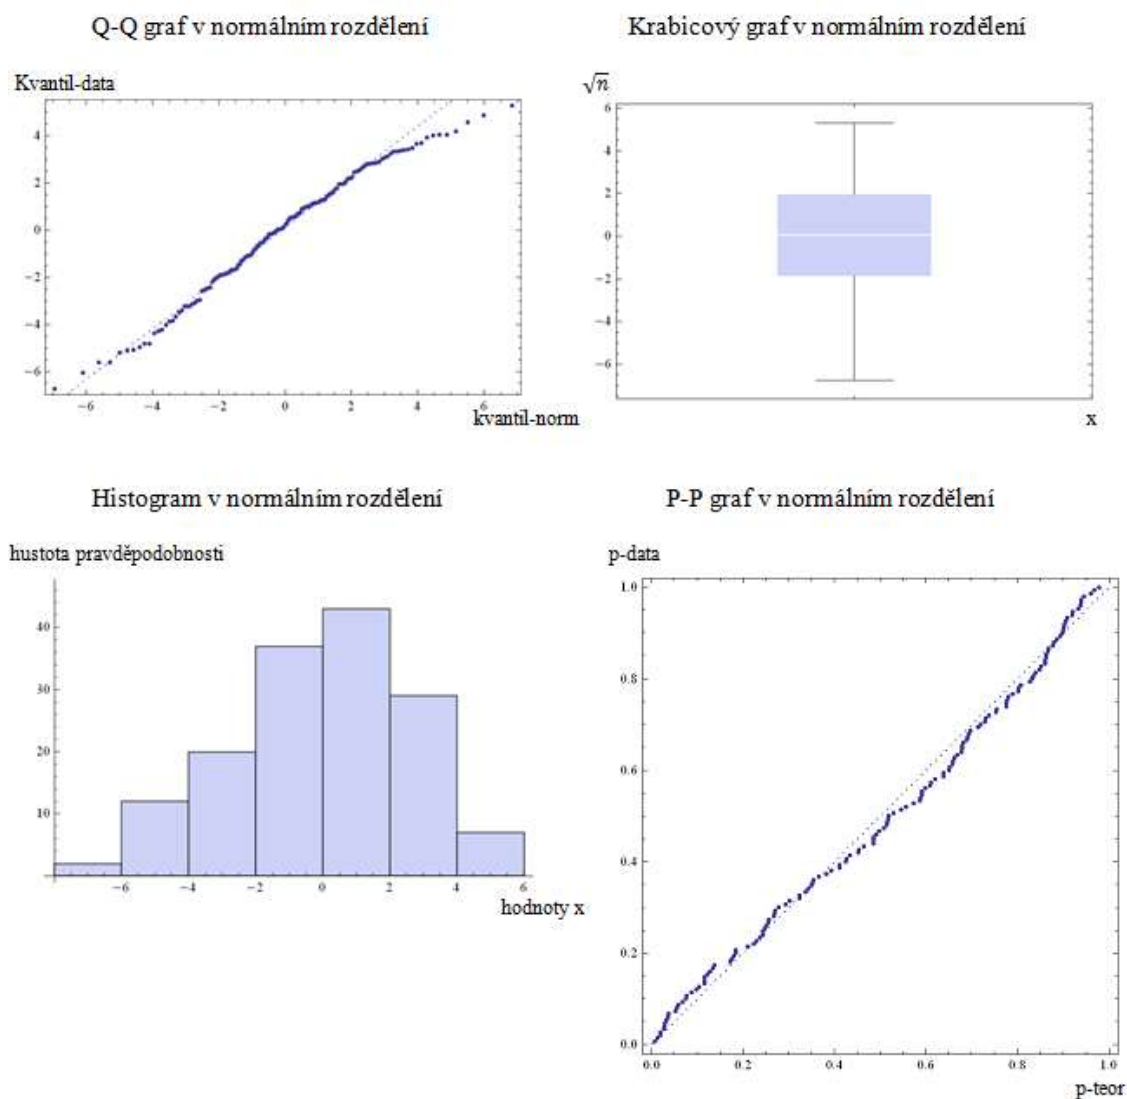 Q-Q graf v normálním rozdělení
Kvantil-data
4
2
0
−2
−4
−6
−6 −4 −2 0 2 4 6
kvantil-norm
Krabicový graf v normálním rozdělení
√n
6
4
2
0
−2
−4
−6
x
Histogram v normálním rozdělení
hustota pravděpodobnosti
40
30
20
10
−6 −4 −2 0 2 4 6
hodnoty x
P-P graf v normálním rozdělení
p-data
1.0
0.8
0.6
0.4
0.2
0.0
0.0 0.2 0.4 0.6 0.8 1.0
p-teor